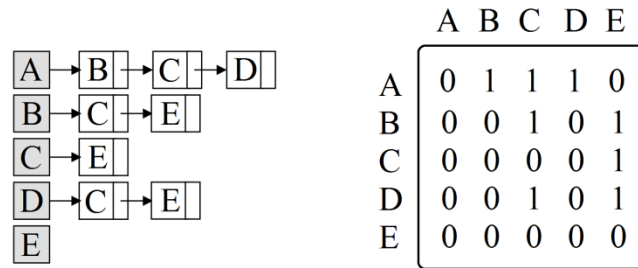 A B C D
B C E
C E
D C E
E
A B C D E
A 0 1 1 1 0
B 0 0 1 0 1
C 0 0 0 0 1
D 0 0 1 0 1
E 0 0 0 0 0